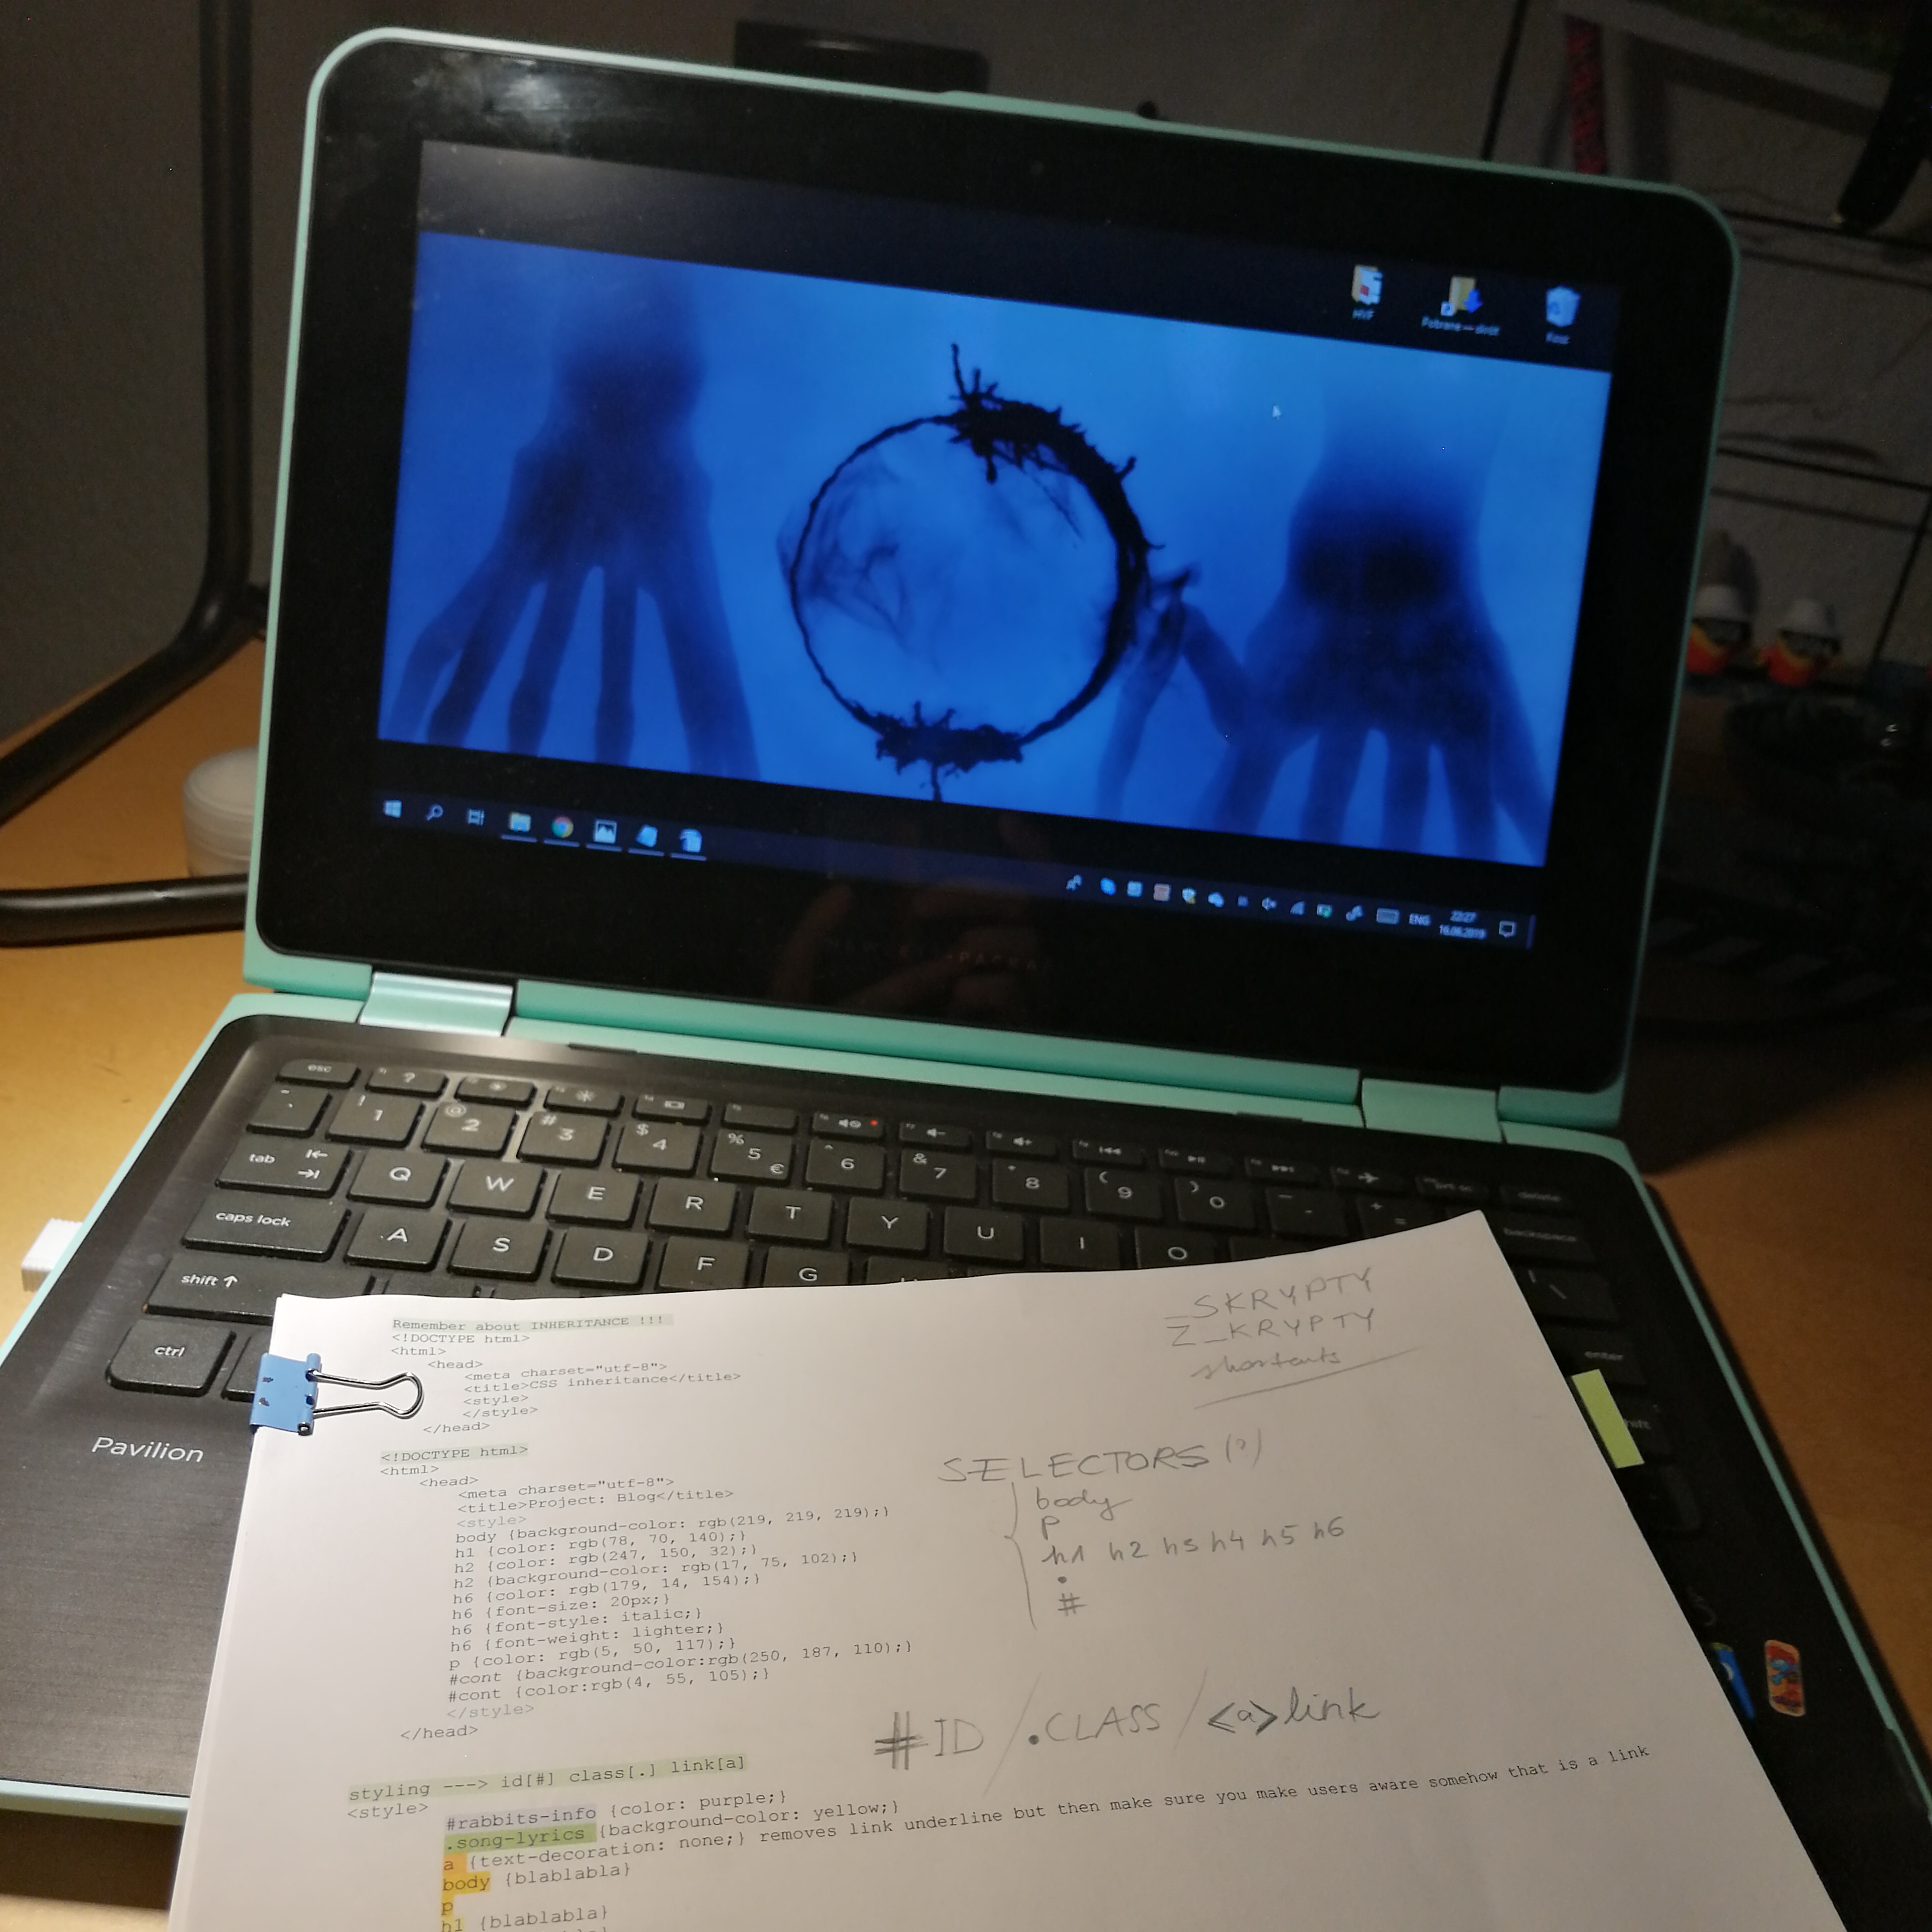 HVF
Pobrane — skrót
Kosz
ENG
22:27
16.06.2019
esc
?
! 1
@ 2
# 3
$ 4
% 5 €
^ 6
& 7
* 8
( 9
) 0
- _
+ =
delete
backspace
tab
Q W E R T Y U I O
caps lock
A S D F G
enter
shift
shift
ctrl
Pavilion
Remember about INHERITANCE !!!
<!DOCTYPE html>
<html>
<head>
<meta charset="utf-8">
<title>CSS inheritance</title>
<style>
</style>
</head>
<!DOCTYPE html>
<html>
<head>
<meta charset="utf-8">
<title>Project: Blog</title>
<style>
body {background-color: rgb(219, 219, 219);}
h1 {color: rgb(78, 70, 140);}
h2 {color: rgb(247, 150, 32);}
h2 {background-color: rgb(17, 75, 102);}
h6 {color: rgb(179, 14, 154);}
h6 {font-size: 20px;}
h6 {font-style: italic;}
h6 {font-weight: lighter;}
p {color: rgb(5, 50, 117);}
#cont {background-color:rgb(250, 187, 110);}
#cont {color:rgb(4, 55, 105);}
</style>
</head>
_SKRYPTY
Z_KRYPTY
shortcuts
SELECTORS (?)
body
p
h1 h2 h3 h4 h5 h6
.
#
#ID / .CLASS / <a> link
styling ---> id[#] class[.] link[a]
<style>
#rabbits-info {color: purple;}
.song-lyrics {background-color: yellow;}
a {text-decoration: none;} removes link underline but then make sure you make users aware somehow that is a link
body {blablabla}
p
h1 {blablabla}